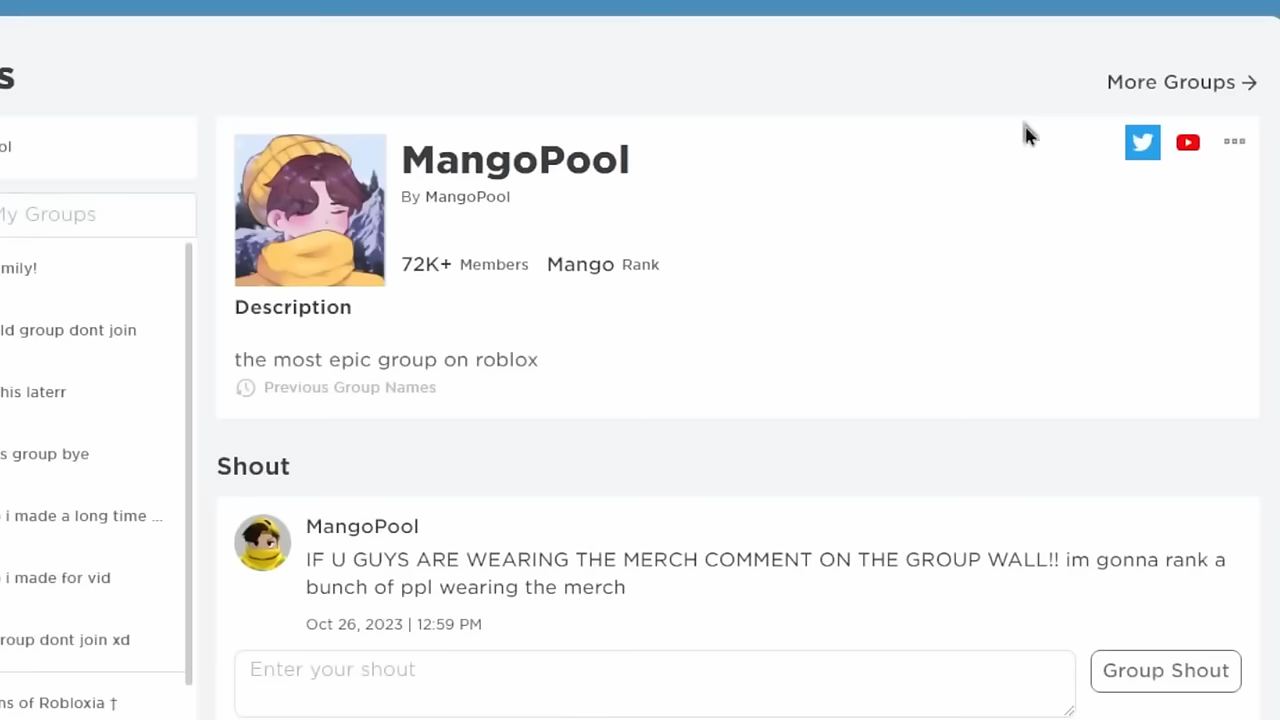 s
More Groups →
ol
MangoPool
By MangoPool
My Groups
72K+ Members Mango Rank
mily!
Description
ld group dont join
the most epic group on roblox
Previous Group Names
his laterr
s group bye
Shout
i made a long time ...
MangoPool
IF U GUYS ARE WEARING THE MERCH COMMENT ON THE GROUP WALL!! im gonna rank a
bunch of ppl wearing the merch
i made for vid
Oct 26, 2023 | 12:59 PM
roup dont join xd
Enter your shout
Group Shout
ns of Robloxia †